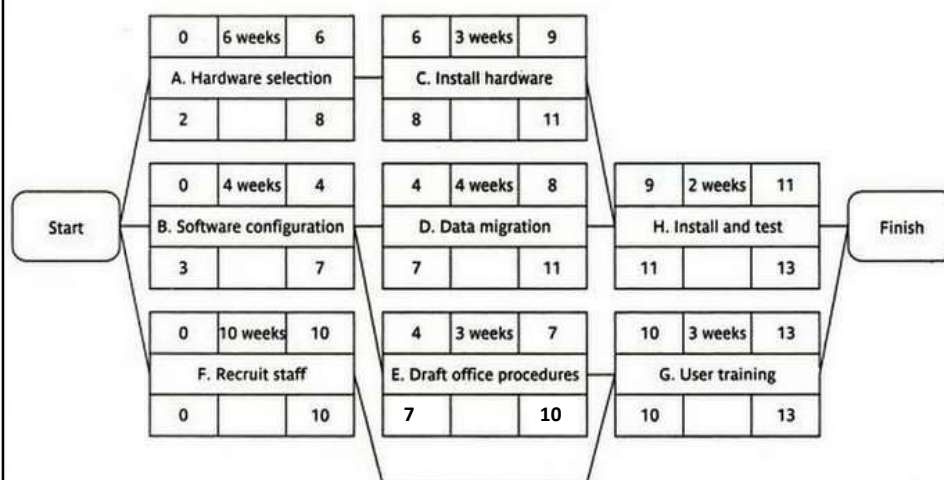 0 6 weeks 6
A. Hardware selection
2 8
6 3 weeks 9
C. Install hardware
8 11
Start
0 4 weeks 4
B. Software configuration
3 7
4 4 weeks 8
D. Data migration
7 11
9 2 weeks 11
H. Install and test
11 13
Finish
0 10 weeks 10
F. Recruit staff
0 10
4 3 weeks 7
E. Draft office procedures
7 10
10 3 weeks 13
G. User training
10 13